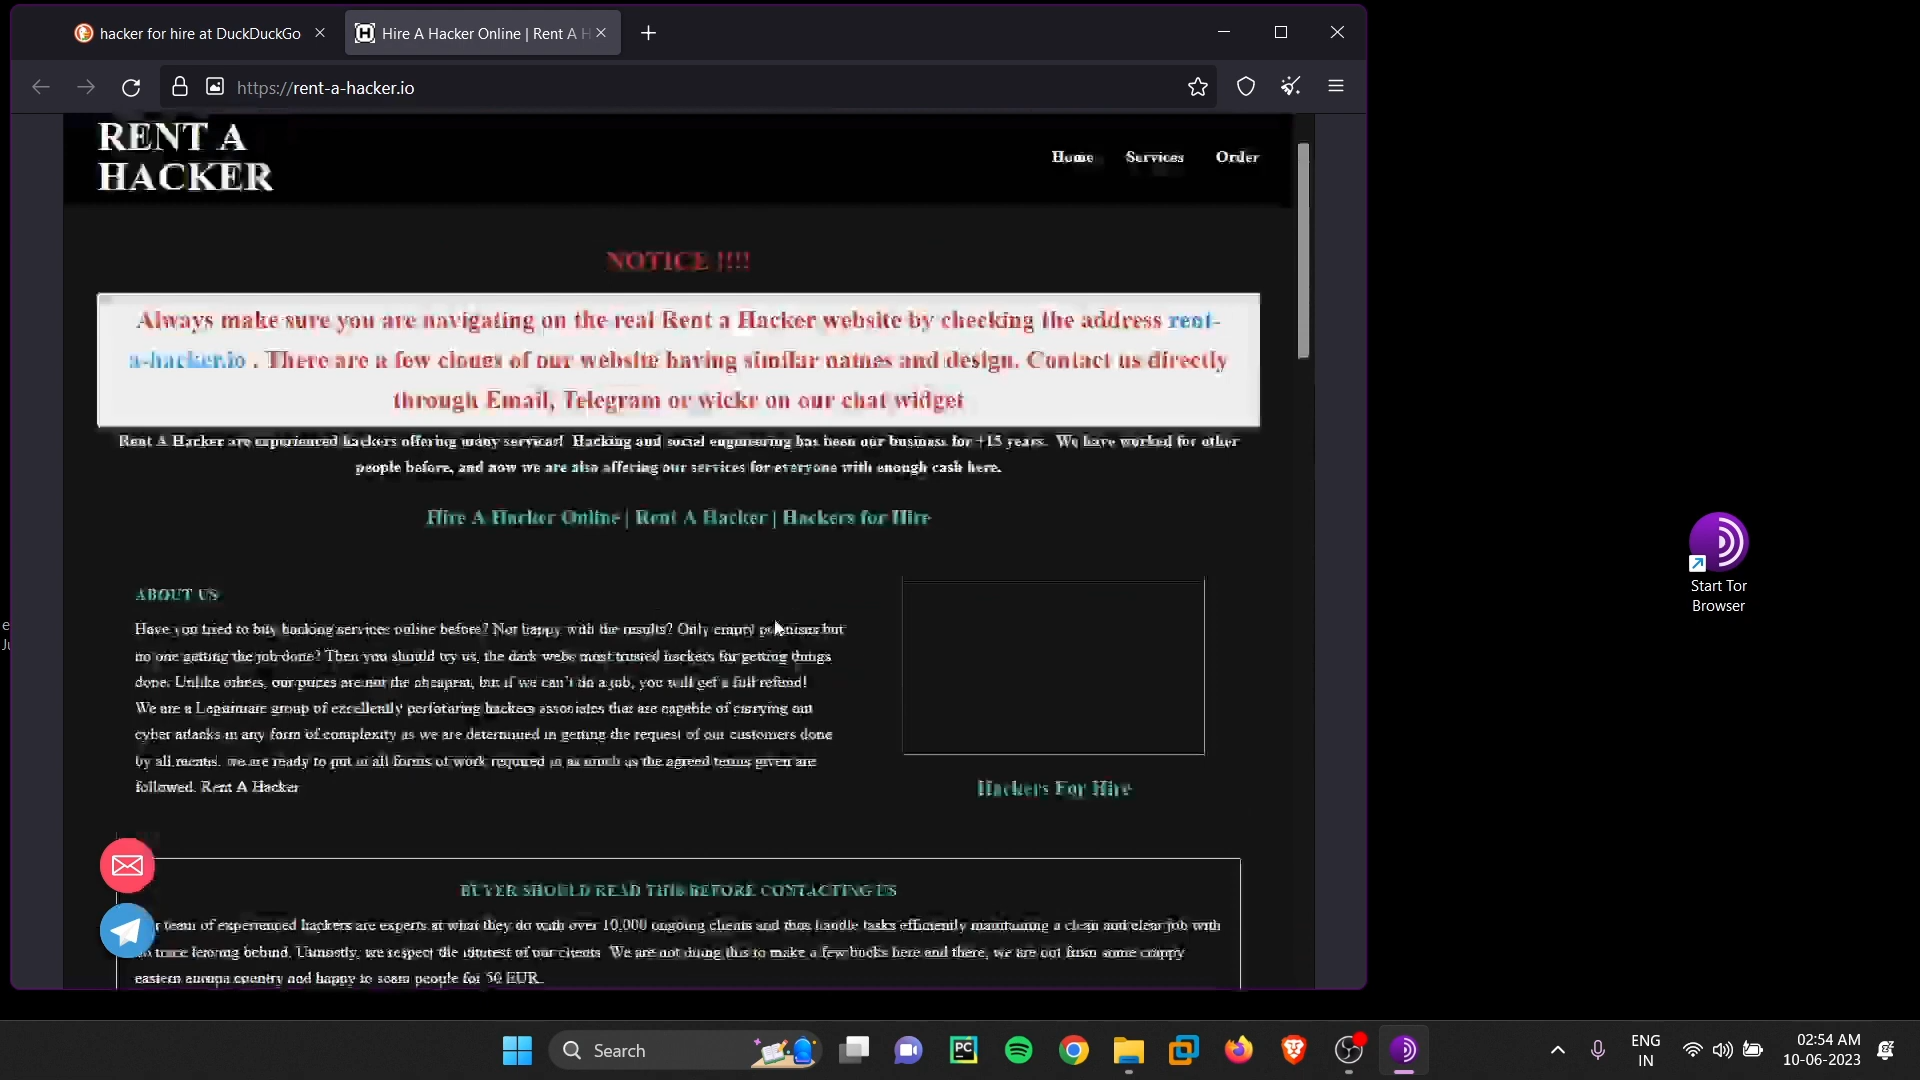 hacker for hire at DuckDuckGo
Hire A Hacker Online | Rent A H
https://rent-a-hacker.io
RENT A
HACKER
Home Services Order
NOTICE !!!!
Always make sure you are navigating on the real Rent a Hacker website by checking the address rent-
a-hacker.io . There are a few clongs of our website having similar names and design. Contact us directly
through Email, Telegram or wickr on our chat widget
Rent A Hacker are experienced hackers offering many services! Hacking and social engineering has been our business for +15 years. We have worked for other
people before, and now we are also offering our services for everyone with enough cash here.
Hire A Hacker Online | Rent A Hacker | Hackers for Hire
ABOUT US
Have you tried to buy hacking services online before? Not happy with the results? Only empty promises but
no one getting the job done? Then you should try us, the dark webs most trusted hackers for getting things
done. Unlike others, our prices are not the cheapest, but if we can't do a job, you will get a full refund!
We are a Legitimate group of excellently performing hackers associates that are capable of carrying out
cyber attacks in any form of complexity as we are determined in getting the request of our customers done
by all means. we are ready to put in all forms of work required in as much as the agreed terms given are
followed. Rent A Hacker
Hackers For Hire
BUYER SHOULD READ THIS BEFORE CONTACTING US
r team of experienced hackers are experts at what they do with over 10,000 ongoing clients and thus handle tasks efficiently maintaining a clean and clear job with
trace leaving behind. we respect the interest of our clients. We are not doing this to make a few bucks here and there, we are not from some crappy
eastern europe country and happy to scam people for 50 EUR.
Start Tor
Browser
Search
ENG
IN
02:54 AM
10-06-2023